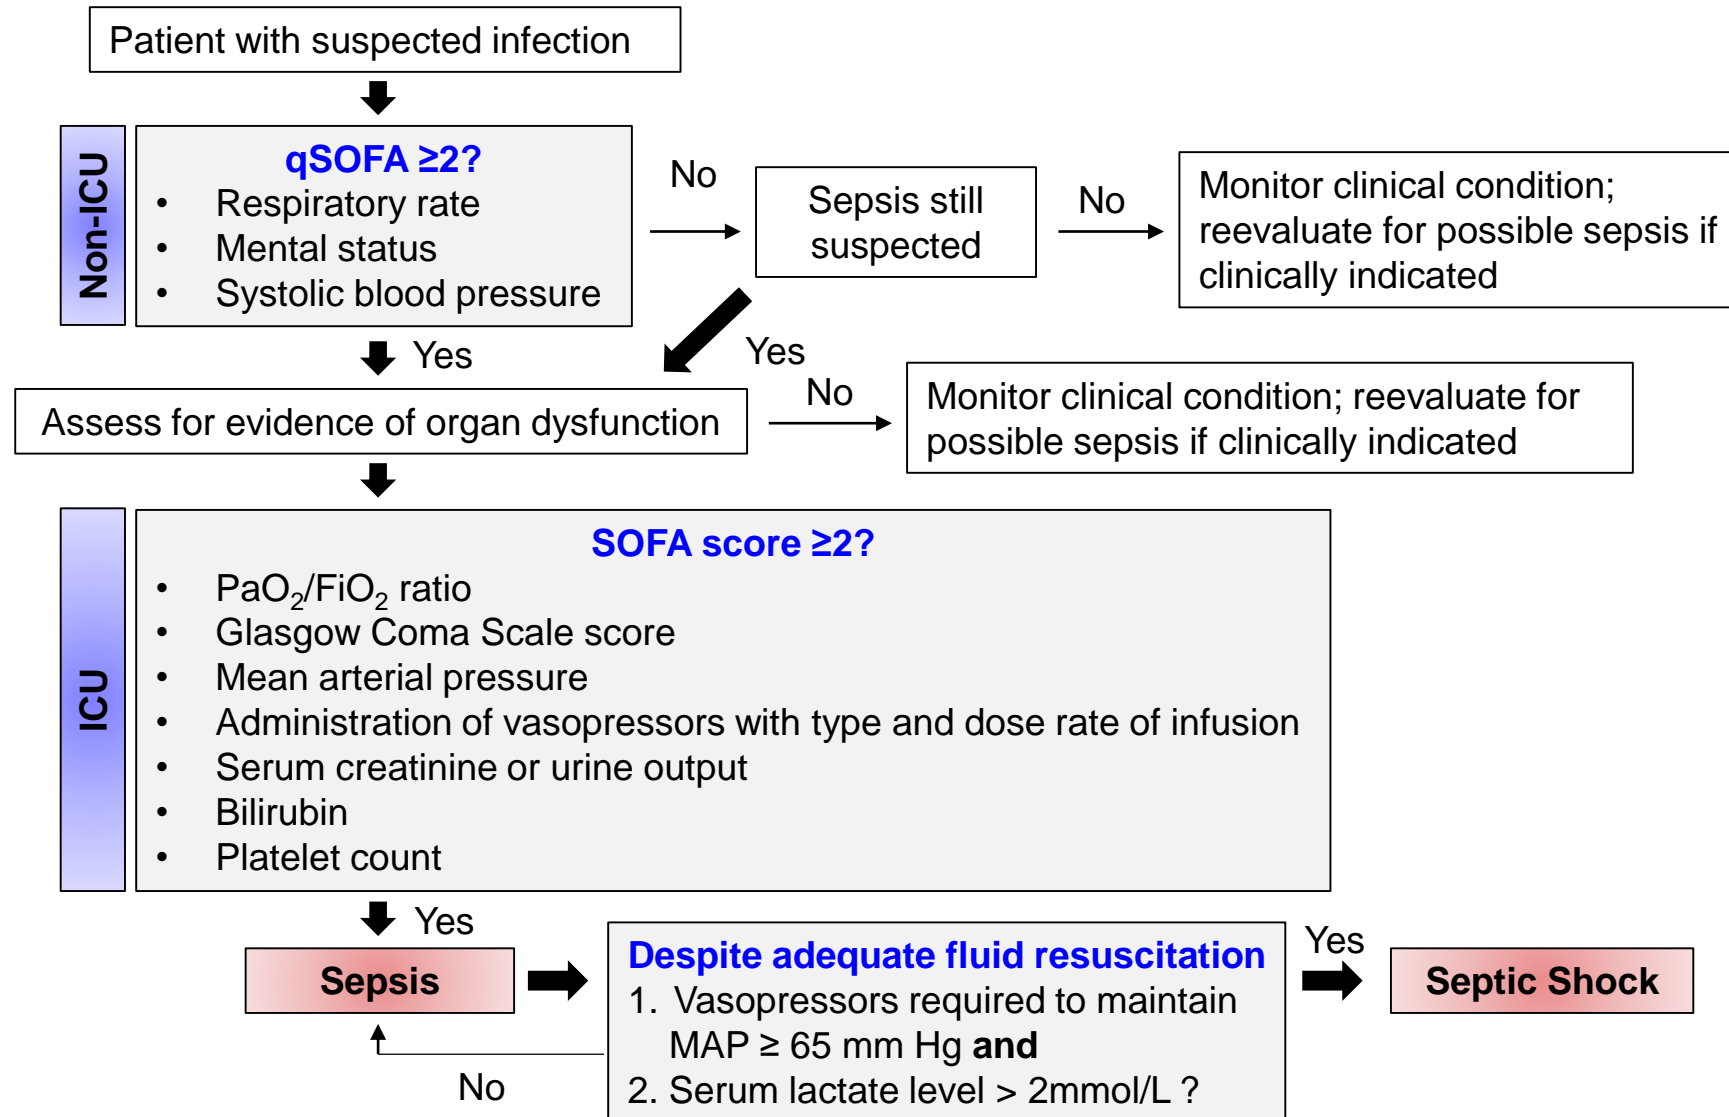 Patient with suspected infection
Non-ICU
qSOFA ≥2?
• Respiratory rate
• Mental status
• Systolic blood pressure
No
Sepsis still
suspected
No
Monitor clinical condition;
reevaluate for possible sepsis if
clinically indicated
Yes
Yes
Assess for evidence of organ dysfunction
No
Monitor clinical condition; reevaluate for
possible sepsis if clinically indicated
ICU
SOFA score ≥2?
• PaO₂/FiO₂ ratio
• Glasgow Coma Scale score
• Mean arterial pressure
• Administration of vasopressors with type and dose rate of infusion
• Serum creatinine or urine output
• Bilirubin
• Platelet count
Yes
Sepsis
Despite adequate fluid resuscitation
1. Vasopressors required to maintain
MAP ≥ 65 mm Hg and
2. Serum lactate level > 2mmol/L ?
Yes
Septic Shock
No